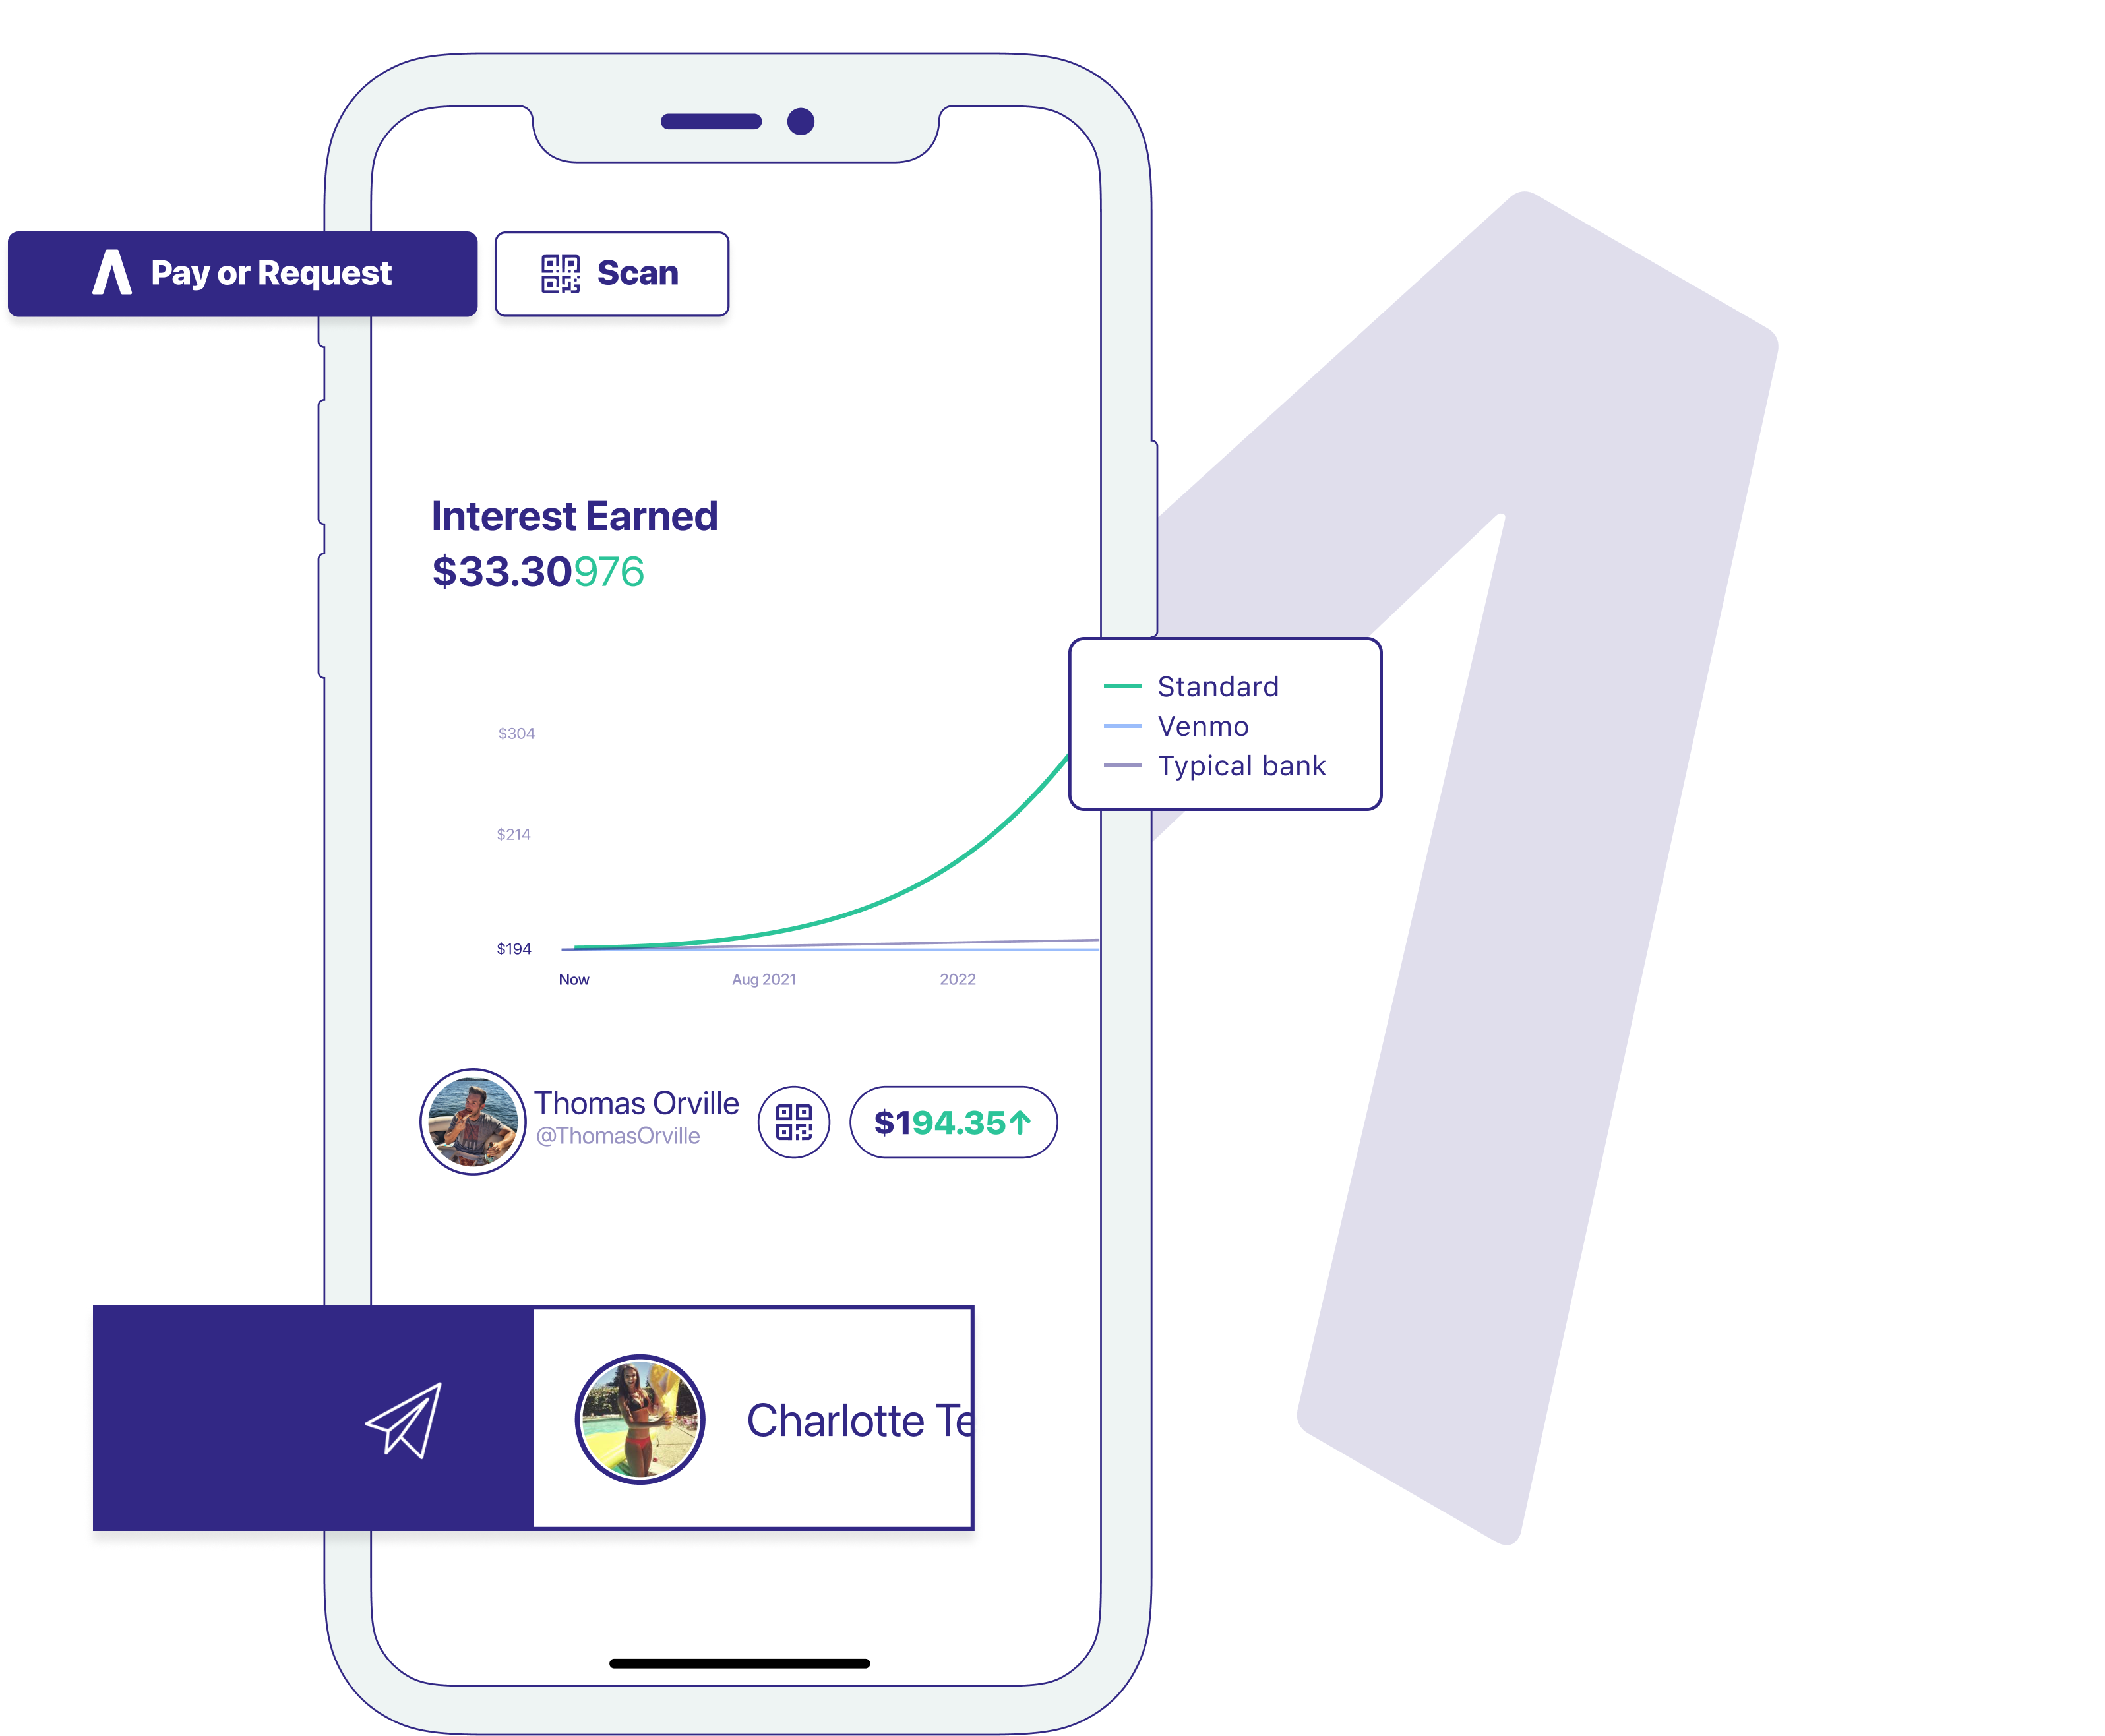 Pay or Request
Scan
Interest Earned
$33.30976
Standard
Venmo
Typical bank
$304
$214
$194
Now
Aug 2021
2022
Thomas Orville
@ThomasOrville
$194.35↑
Charlotte Te